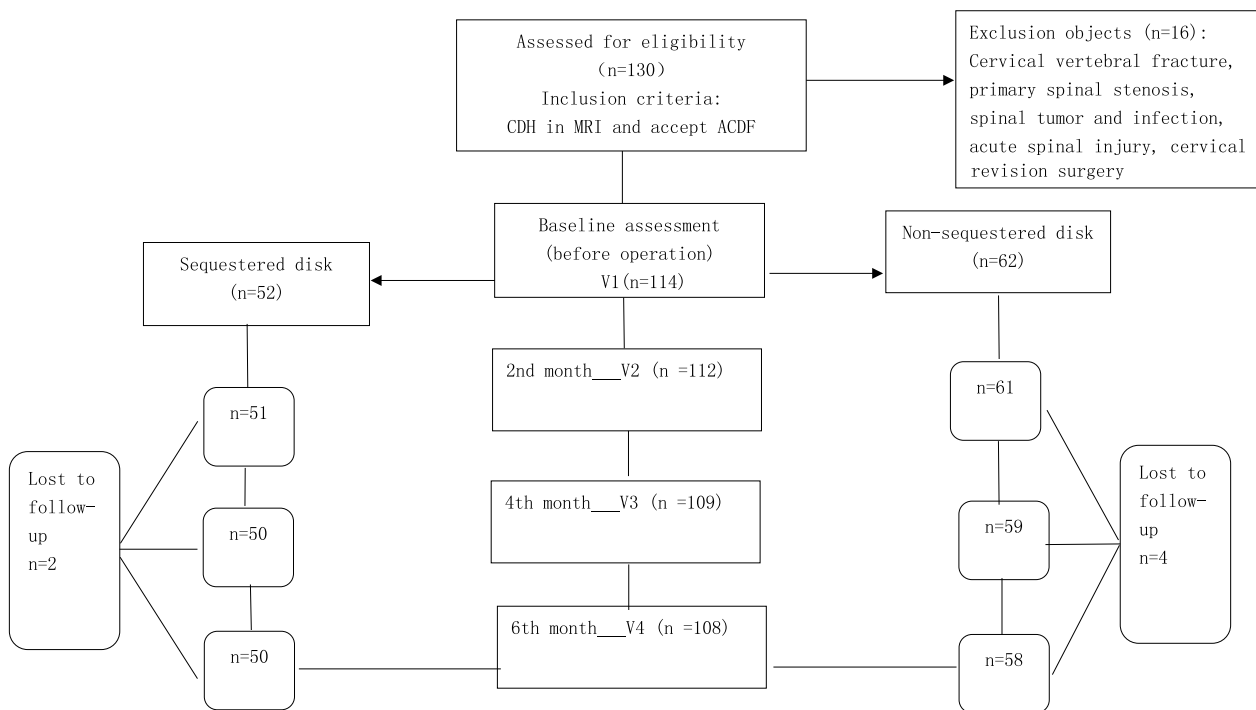 Assessed for eligibility
(n=130)
Inclusion criteria:
CDH in MRI and accept ACDF
Exclusion objects (n=16):
Cervical vertebral fracture,
primary spinal stenosis,
spinal tumor and infection,
acute spinal injury, cervical
revision surgery
Baseline assessment
(before operation)
V1(n=114)
Sequestered disk
(n=52)
Non-sequestered disk
(n=62)
2nd month___V2 (n =112)
n=51
n=61
Lost to
follow-
up
n=2
4th month___V3 (n =109)
n=50
n=59
Lost to
follow-
up
n=4
6th month___V4 (n =108)
n=50
n=58